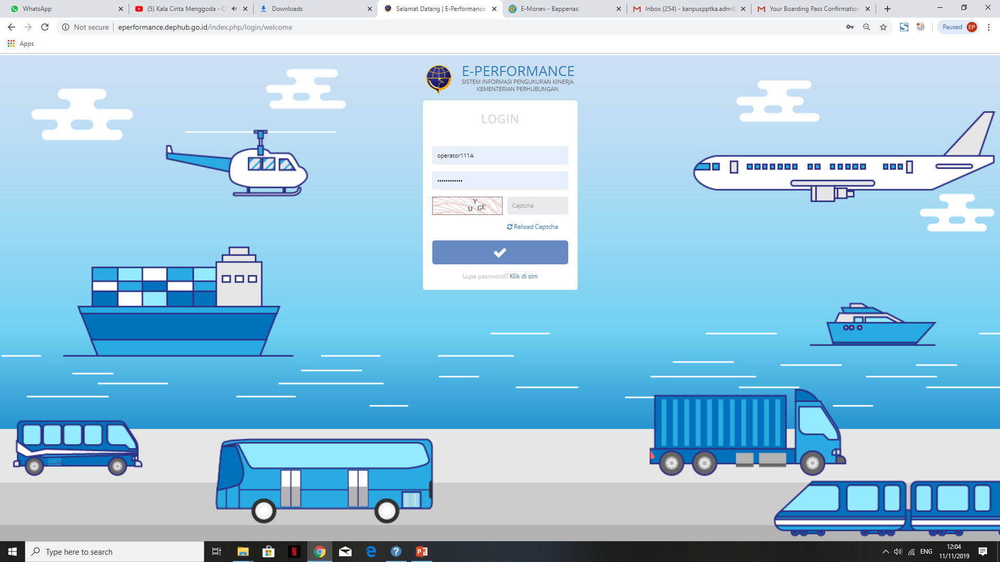 WhatsApp
(5) Kala Cinta Menggoda - C
Downloads
Selamat Datang | E-Performance
E-Monev - Bappenas
Inbox (254) - kanpuspptka.adm@
Your Boarding Pass Confirmation
Not secure
eperformance.dephub.go.id/index.php/login/welcome
Paused
EP
Apps
E-PERFORMANCE
SISTEM INFORMASI PENGUKURAN KINERJA
KEMENTERIAN PERHUBUNGAN
LOGIN
operator111A
••••••••••••
Y
U GE
Captcha
Reload Captcha
Lupa password? Klik di sini
Type here to search
ENG
12:04
11/11/2019